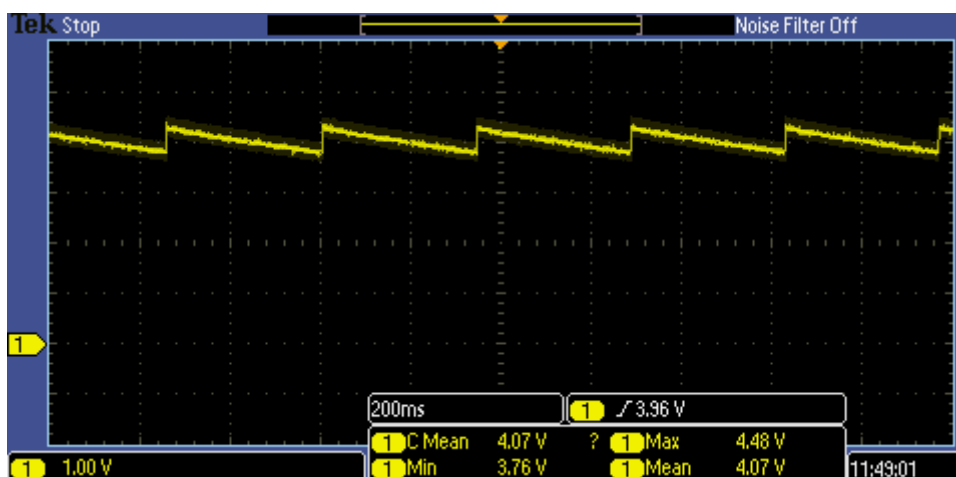 Tek Stop Noise Filter Off
1
200ms 1 3.96 V
1 C Mean 4.07 V ? 1 Max 4.48 V
1 1.00 V 1 Min 3.76 V 1 Mean 4.07 V 11:49:01